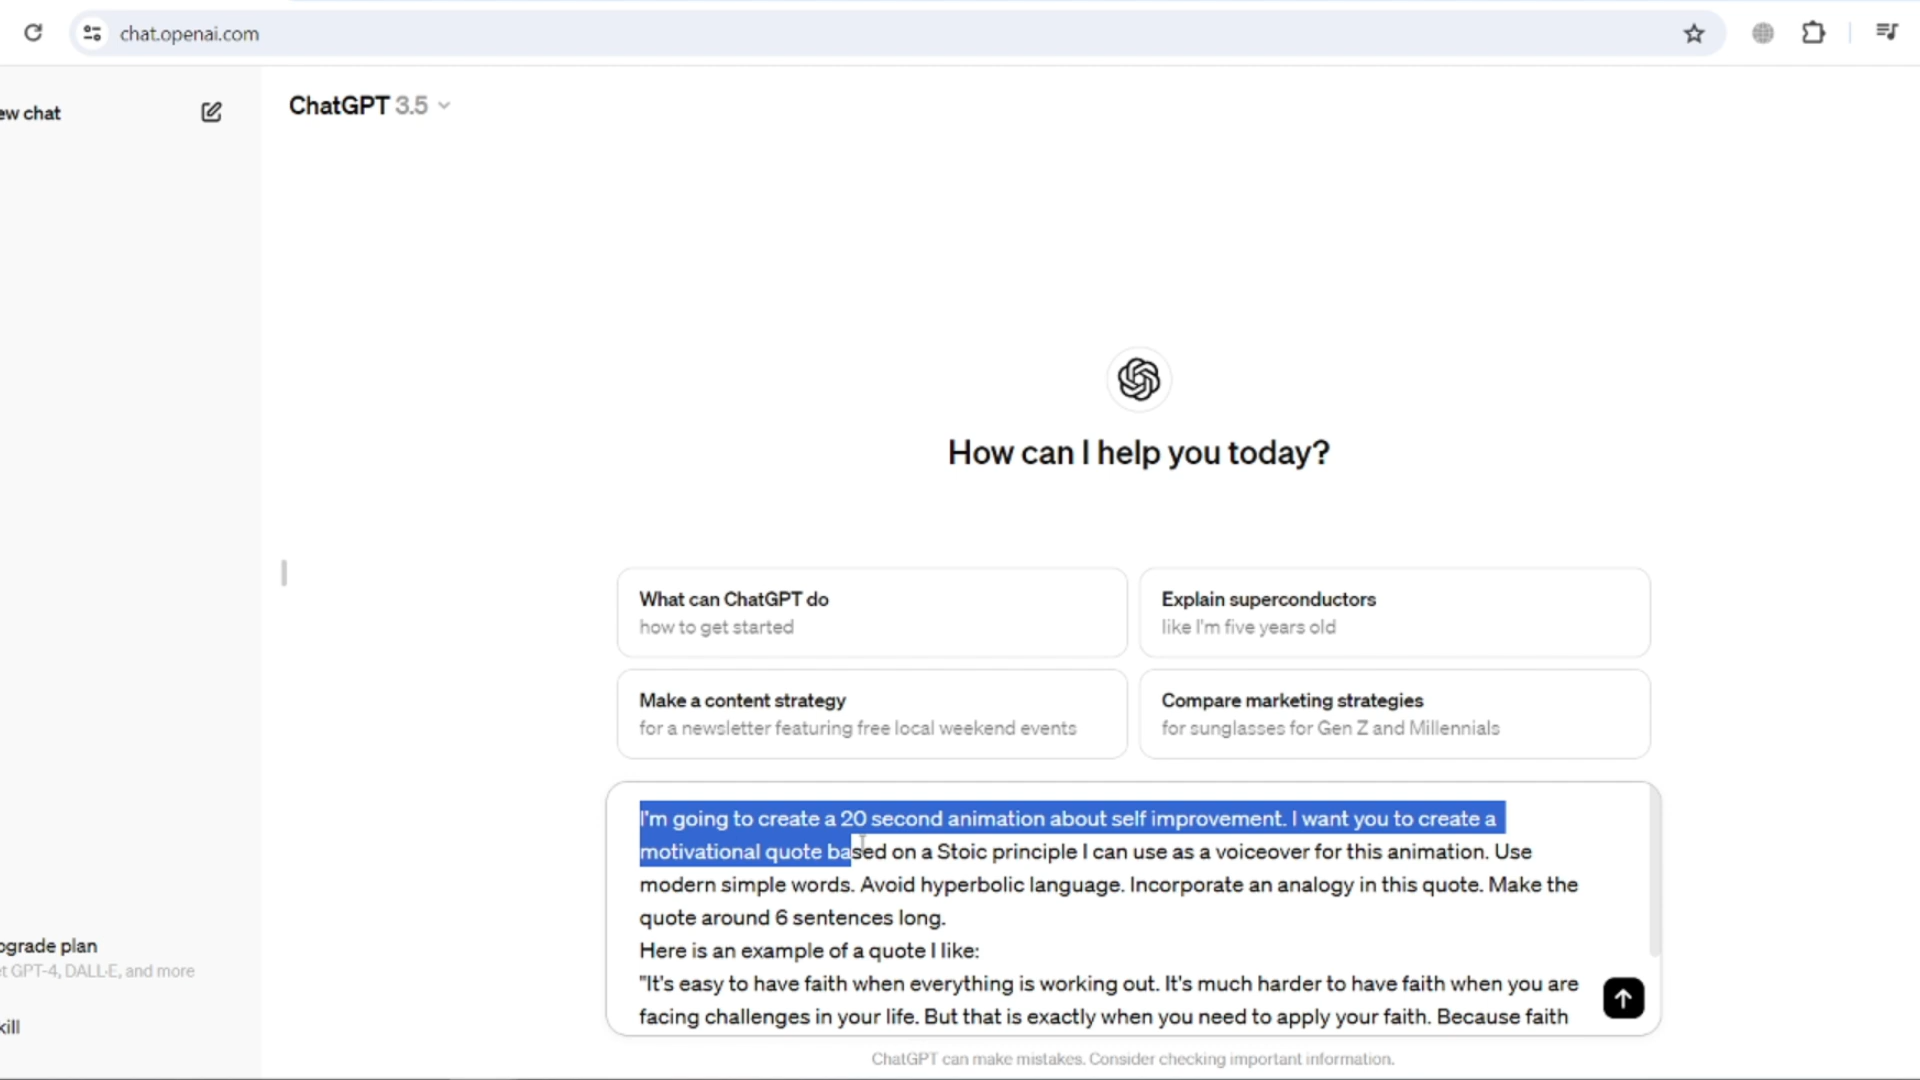 chat.openai.com
ew chat
ChatGPT 3.5
How can I help you today?
What can ChatGPT do
how to get started
Explain superconductors
like I'm five years old
Make a content strategy
for a newsletter featuring free local weekend events
Compare marketing strategies
for sunglasses for Gen Z and Millennials
I'm going to create a 20 second animation about self improvement. I want you to create a
motivational quote based on a Stoic principle I can use as a voiceover for this animation. Use
modern simple words. Avoid hyperbolic language. Incorporate an analogy in this quote. Make the
quote around 6 sentences long.
Here is an example of a quote I like:
"It's easy to have faith when everything is working out. It's much harder to have faith when you are
facing challenges in your life. But that is exactly when you need to apply your faith. Because faith
pgrade plan
et GPT-4, DALL·E, and more
kill
ChatGPT can make mistakes. Consider checking important information.